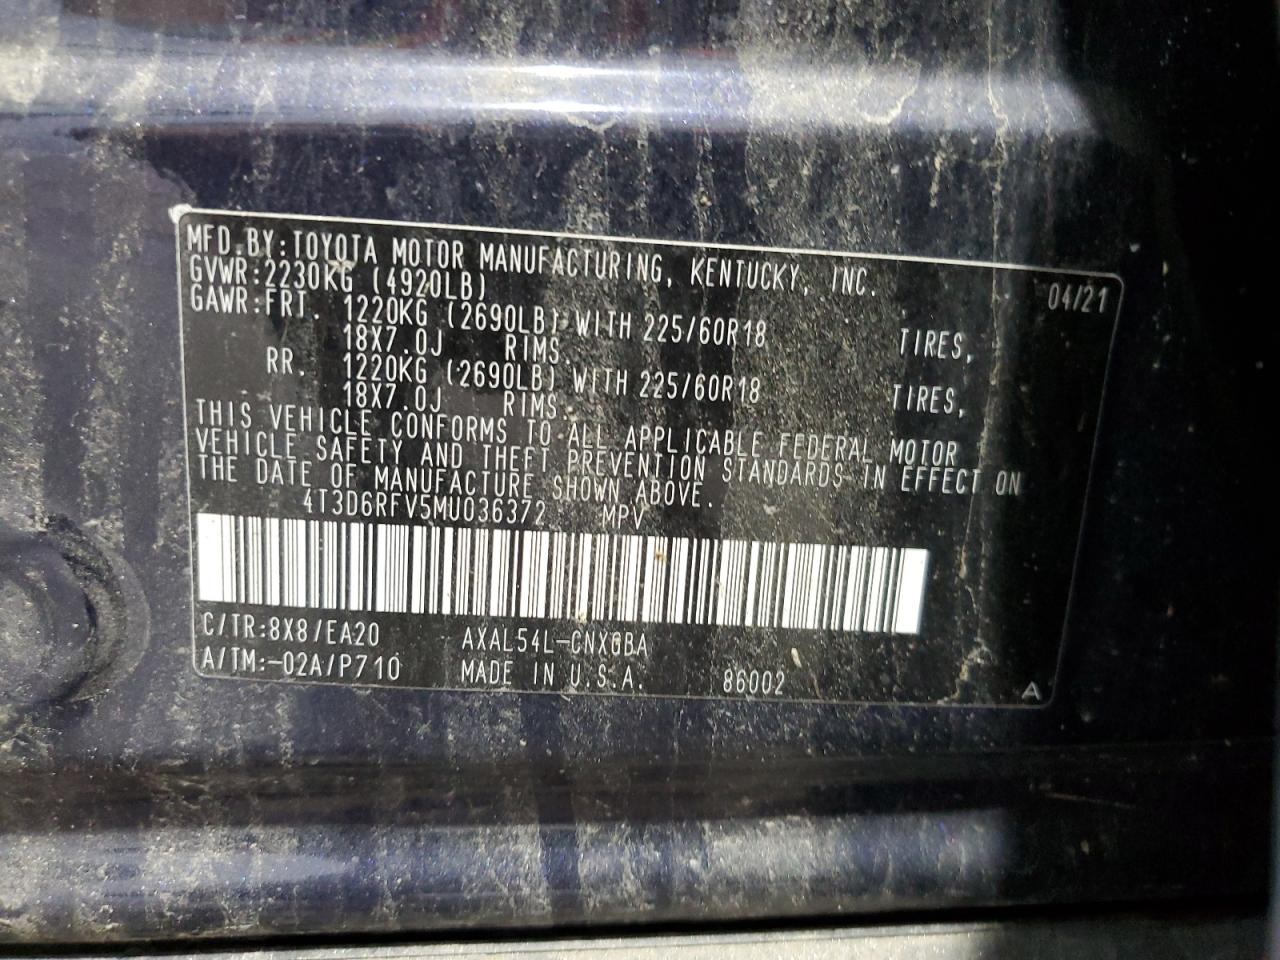 MFD.BY:TOYOTA MOTOR MANUFACTURING, KENTUCKY, INC. 04/21
GVWR:2230KG (4920LB)
GAWR:FRT. 1220KG (2690LB) WITH 225/60R18 TIRES,
18X7.0J RIMS.
RR. 1220KG (2690LB) WITH 225/60R18 TIRES,
18X7.0J RIMS.
THIS VEHICLE CONFORMS TO ALL APPLICABLE FEDERAL MOTOR
VEHICLE SAFETY AND THEFT PREVENTION STANDARDS IN EFFECT ON
THE DATE OF MANUFACTURE SHOWN ABOVE.
4T3D6RFV5MU036372 MPV
C/TR:8X8/EA20 AXAL54L-CNXGBA
A/TM:-02A/P710 MADE IN U.S.A. 86002 A